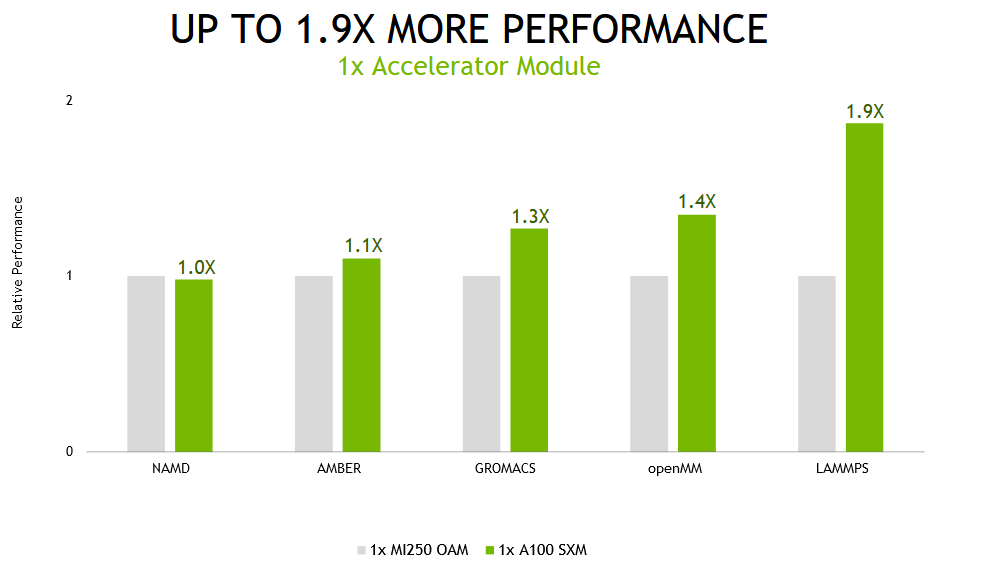 UP TO 1.9X MORE PERFORMANCE
1x Accelerator Module
2
1.9X
1.4X
1.3X
1.1X
1.0X
1
0
Relative Performance
NAMD AMBER GROMACS openMM LAMMPS
1x MI250 OAM 1x A100 SXM